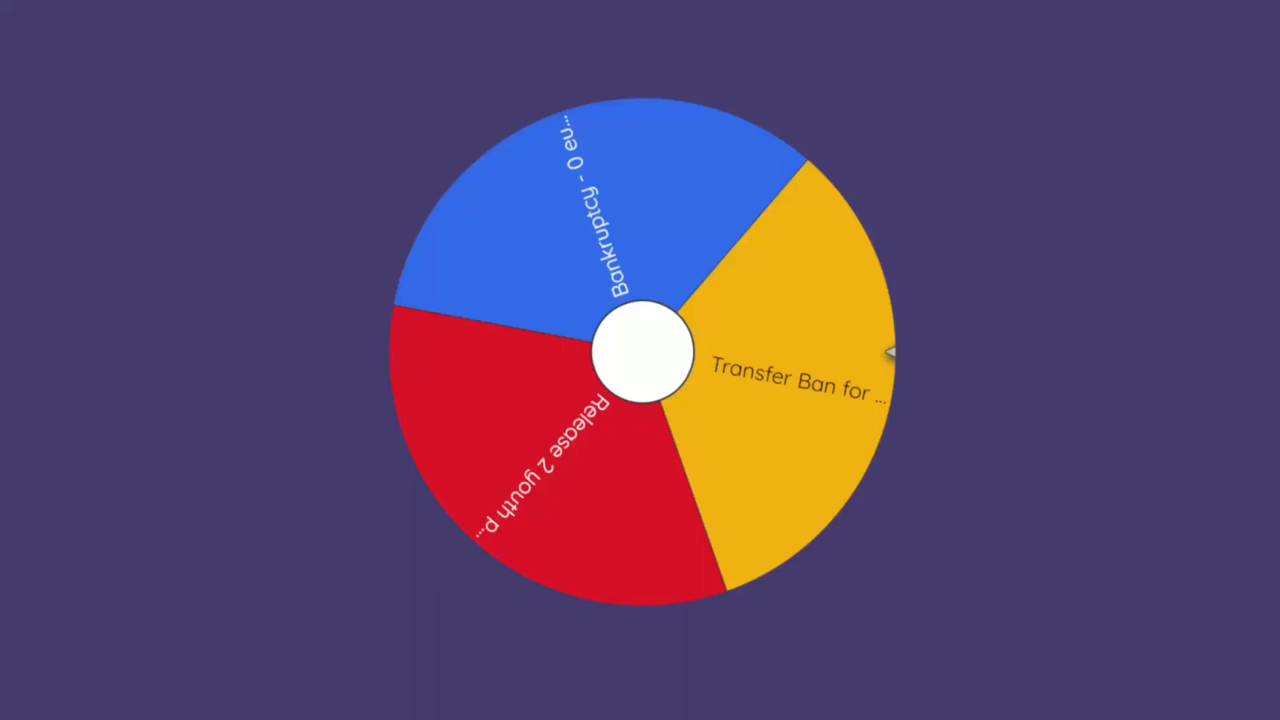 Bankruptcy - 0 eu...
Transfer Ban for ...
Release 2 youth p...